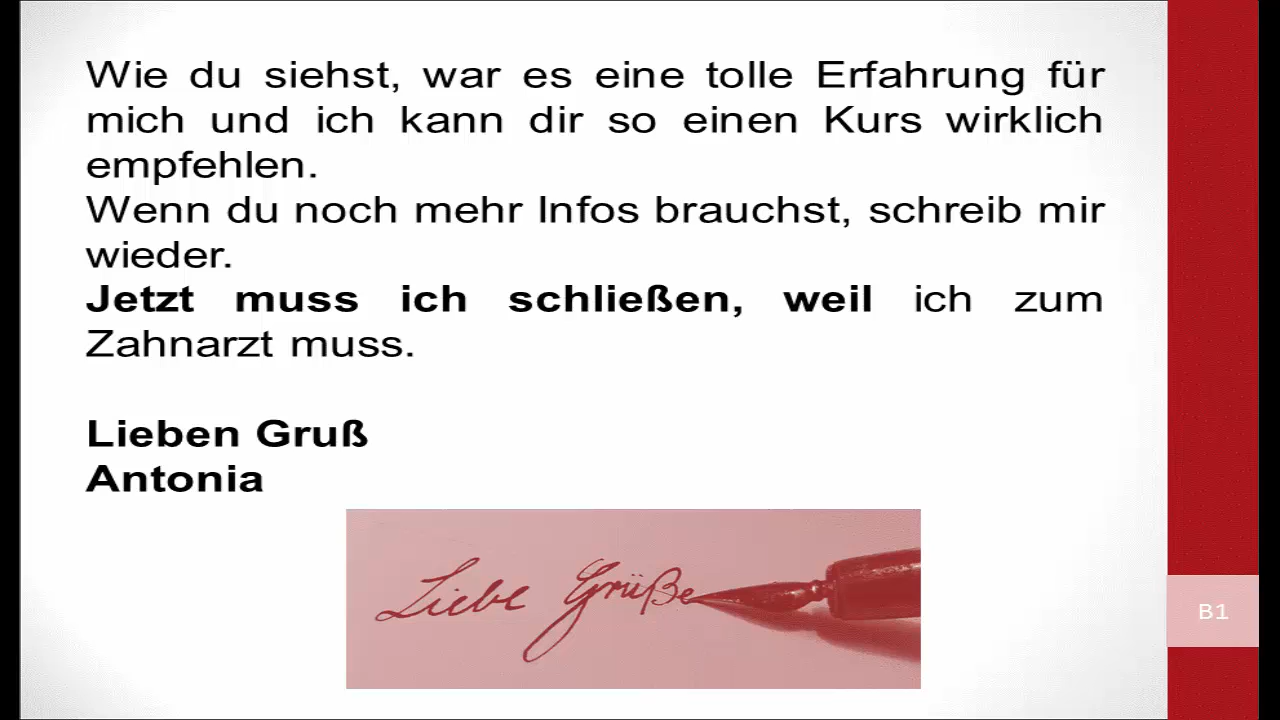 Wie du siehst, war es eine tolle Erfahrung für
mich und ich kann dir so einen Kurs wirklich
empfehlen.
Wenn du noch mehr Infos brauchst, schreib mir
wieder.
Jetzt muss ich schließen, weil ich zum
Zahnarzt muss.
Lieben Gruß
Antonia
Liebe Grüße
B1